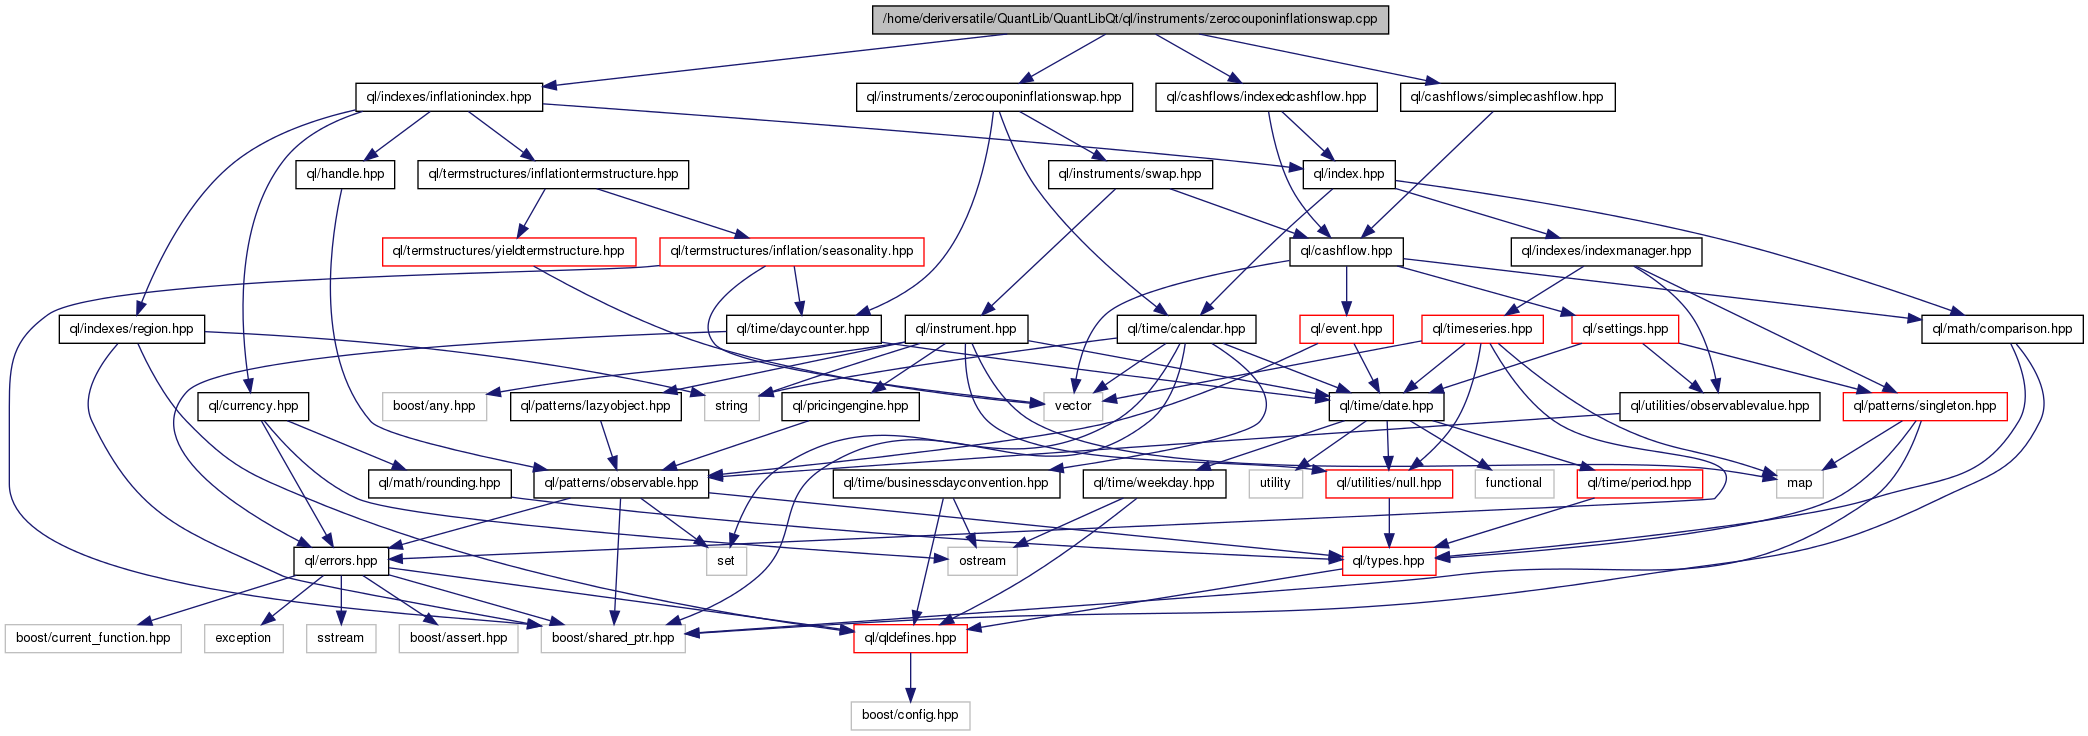 /home/deriversatile/QuantLib/QuantLibQt/ql/instruments/zerocouponinflationswap.cpp
ql/indexes/inflationindex.hpp
ql/instruments/zerocouponinflationswap.hpp
ql/cashflows/indexedcashflow.hpp
ql/cashflows/simplecashflow.hpp
ql/handle.hpp
ql/termstructures/inflationtermstructure.hpp
ql/instruments/swap.hpp
ql/index.hpp
ql/termstructures/yieldtermstructure.hpp
ql/termstructures/inflation/seasonality.hpp
ql/cashflow.hpp
ql/indexes/indexmanager.hpp
ql/indexes/region.hpp
ql/time/daycounter.hpp
ql/instrument.hpp
ql/time/calendar.hpp
ql/event.hpp
ql/timeseries.hpp
ql/settings.hpp
ql/math/comparison.hpp
ql/currency.hpp
boost/any.hpp
ql/patterns/lazyobject.hpp
string
ql/pricingengine.hpp
vector
ql/time/date.hpp
ql/utilities/observablevalue.hpp
ql/patterns/singleton.hpp
ql/math/rounding.hpp
ql/patterns/observable.hpp
ql/time/businessdayconvention.hpp
ql/time/weekday.hpp
utility
ql/utilities/null.hpp
functional
ql/time/period.hpp
map
ql/errors.hpp
set
ostream
ql/types.hpp
boost/current_function.hpp
exception
sstream
boost/assert.hpp
boost/shared_ptr.hpp
ql/qldefines.hpp
boost/config.hpp